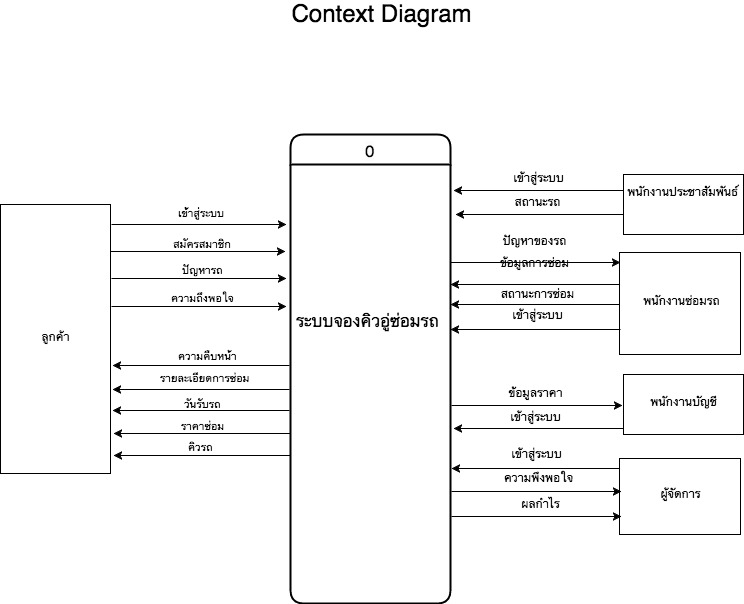 Context Diagram
0
เข้าสู่ระบบ
พนักงานประชาสัมพันธ์
สถานะรถ
เข้าสู่ระบบ
สมัครสมาชิก
ปัญหารถ
ความถึงพอใจ
ปัญหาของรถ
ข้อมูลการซ่อม
สถานะการซ่อม
เข้าสู่ระบบ
พนักงานซ่อมรถ
ลูกค้า
ระบบจองคิวอู่ซ่อมรถ
ความคืบหน้า
รายละเอียดการซ่อม
วันรับรถ
ราคาซ่อม
คิวรถ
ข้อมูลราคา
เข้าสู่ระบบ
พนักงานบัญชี
เข้าสู่ระบบ
ความพึงพอใจ
ผลกำไร
ผู้จัดการ